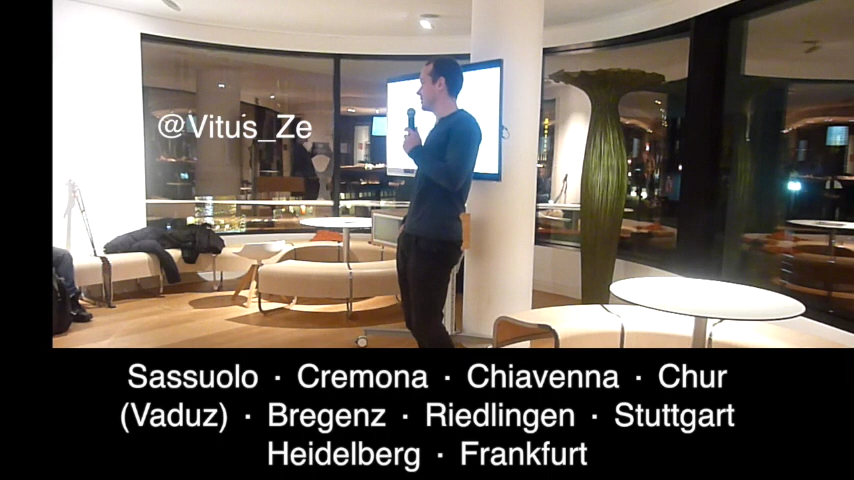 @Vitus_Ze
Sassuolo · Cremona · Chiavenna · Chur
(Vaduz) · Bregenz · Riedlingen · Stuttgart
Heidelberg · Frankfurt